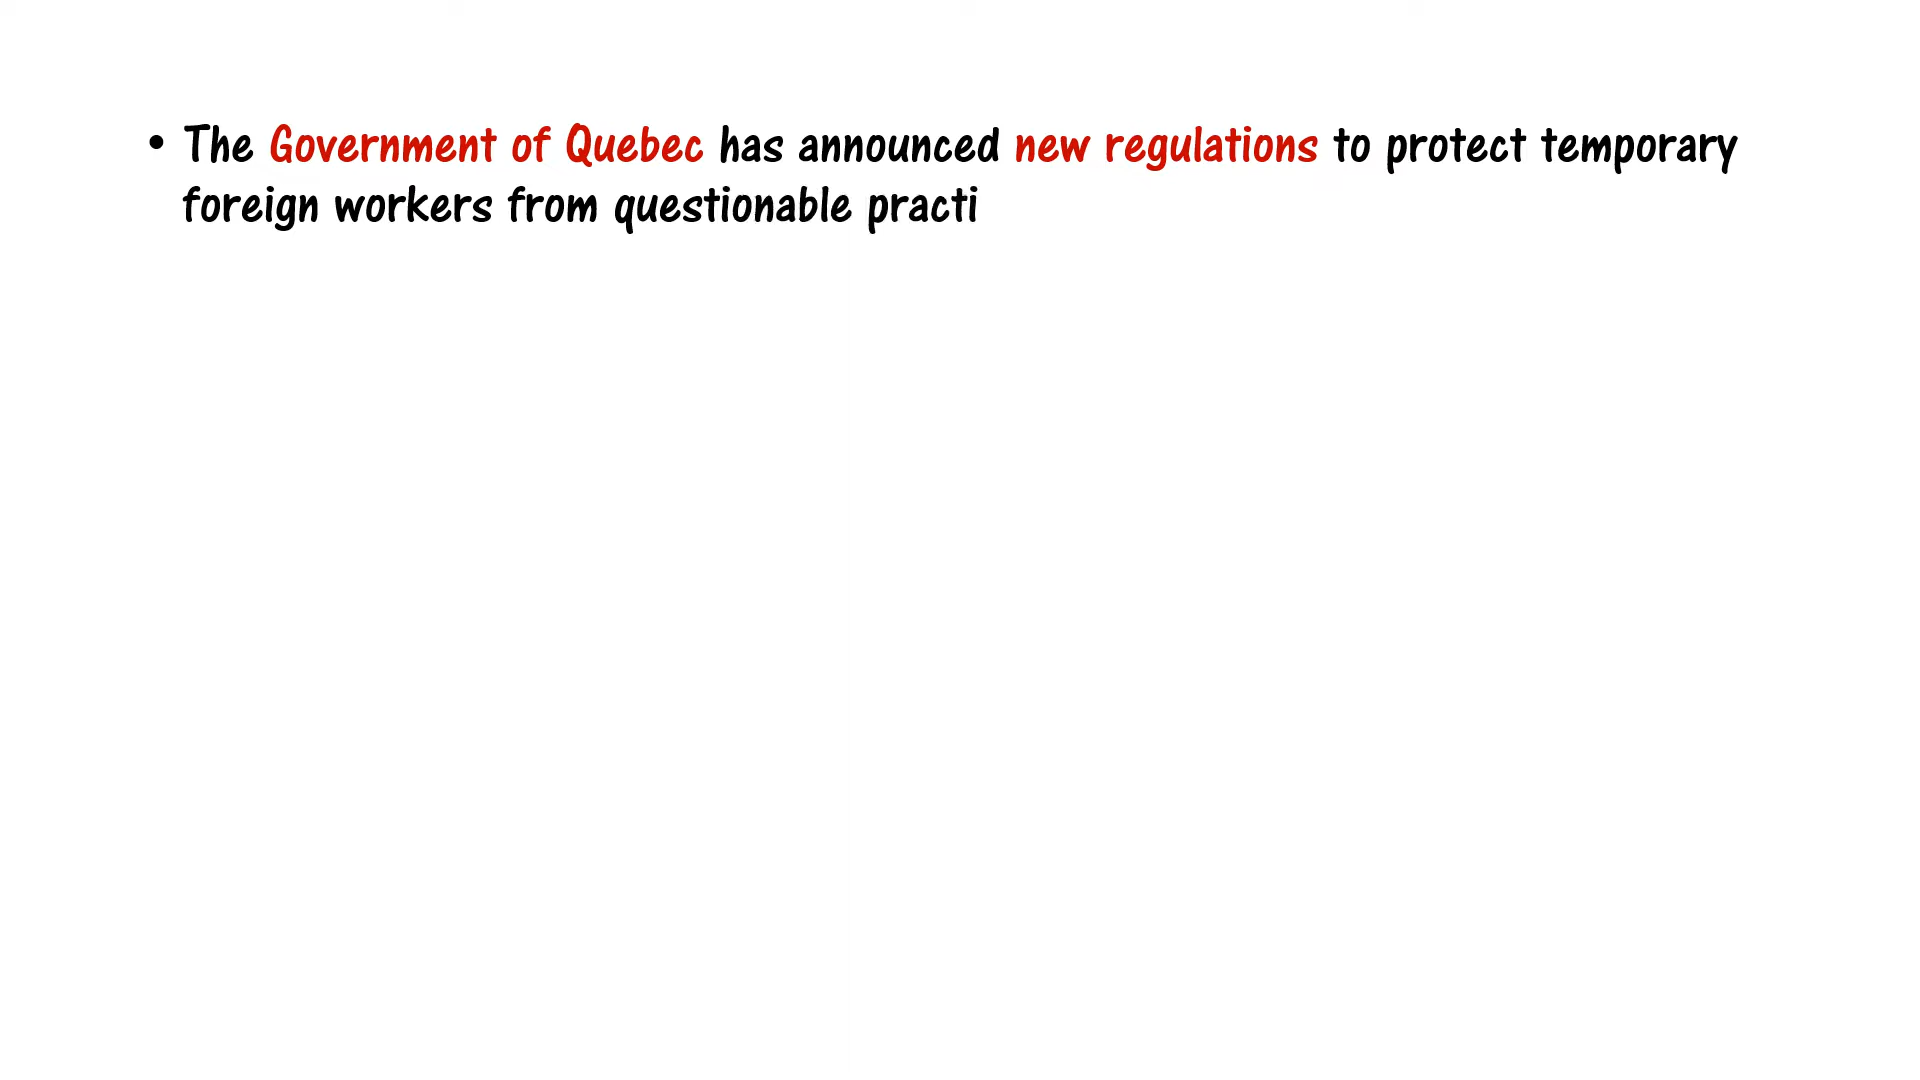 • The Government of Quebec has announced new regulations to protect temporary
foreign workers from questionable practi